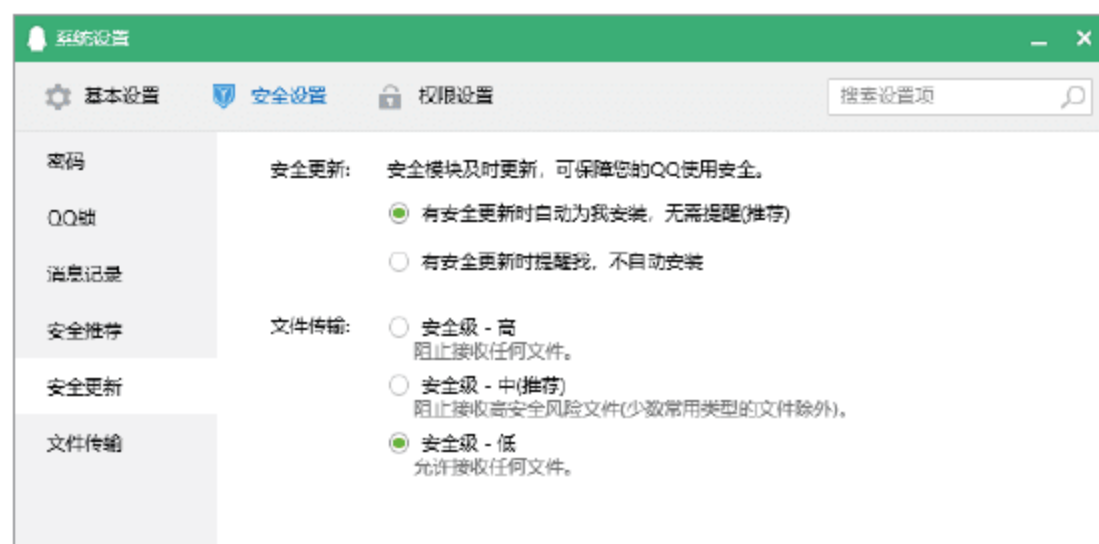 系统设置
基本设置 安全设置 权限设置 搜索设置项
密码
安全更新: 安全模块及时更新，可保障您的QQ使用安全。
有安全更新时自动为我安装，无需提醒(推荐)
QQ锁
有安全更新时提醒我，不自动安装
消息记录
安全推荐
文件传输: 安全级 - 高
阻止接收任何文件。
安全更新
安全级 - 中(推荐)
阻止接收高安全风险文件(少数常用类型的文件除外)。
文件传输
安全级 - 低
允许接收任何文件。